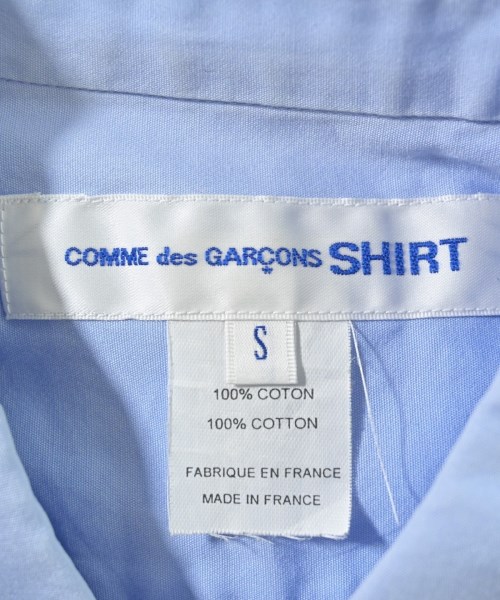 COMME des GARÇONS SHIRT
S
100% COTON
100% COTTON
FABRIQUE EN FRANCE
MADE IN FRANCE